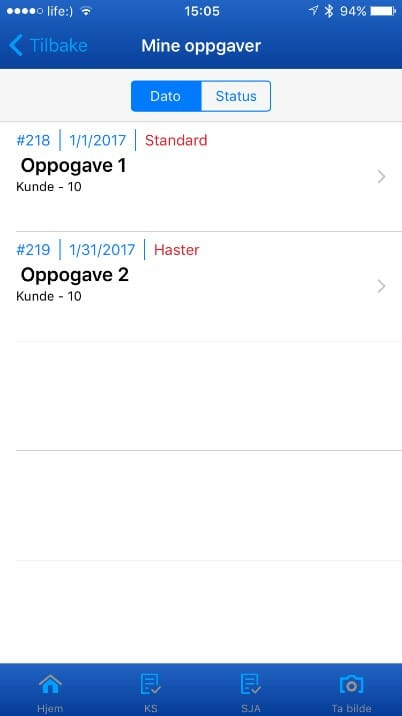 life:) 15:05 94%
Tilbake Mine oppgaver
Dato Status
#218 1/1/2017 Standard
Oppogave 1
Kunde - 10
#219 1/31/2017 Haster
Oppogave 2
Kunde - 10
Hjem KS SJA Ta bilde